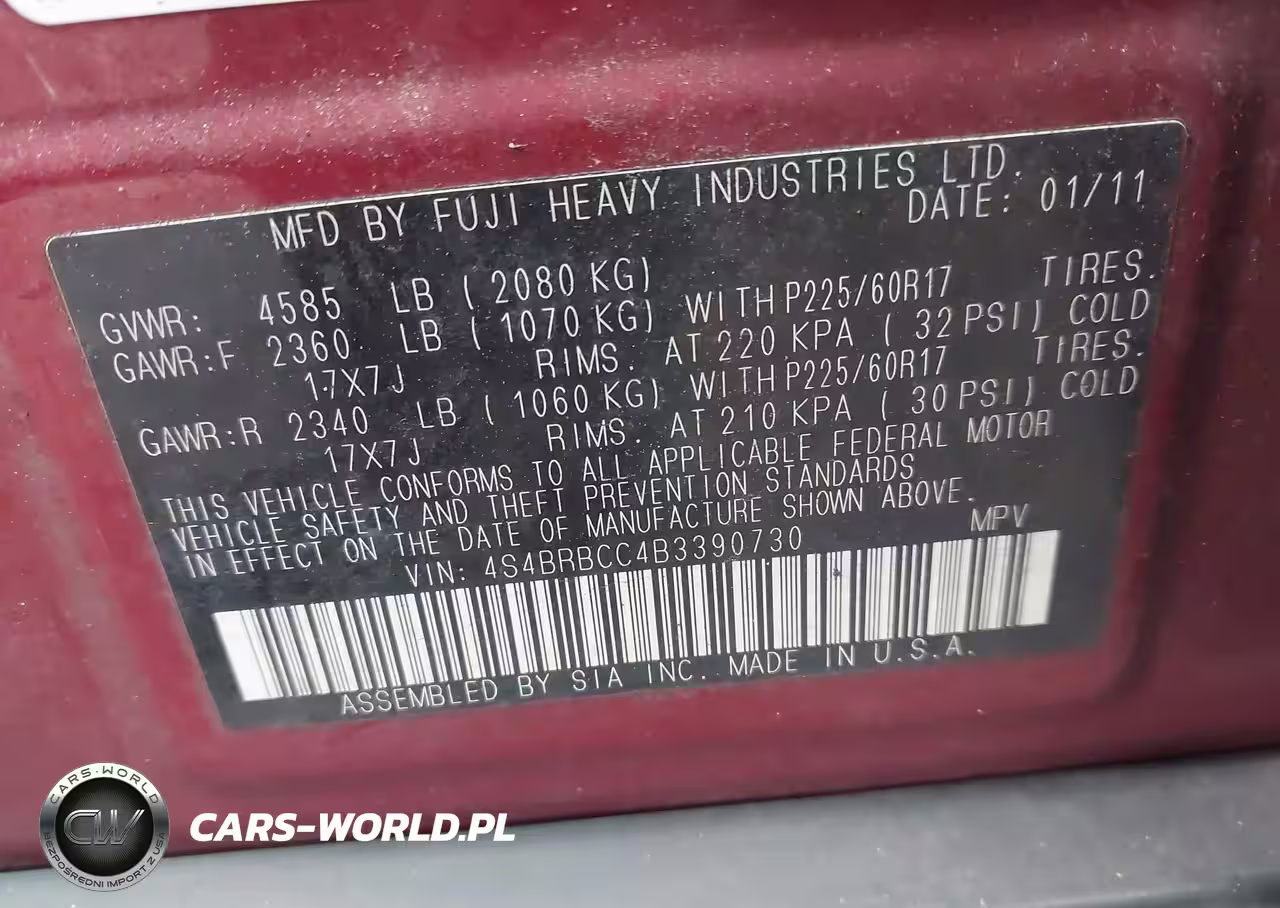 MFD BY FUJI HEAVY INDUSTRIES LTD.
DATE: 01/11
GVWR: 4585 LB ( 2080 KG)
GAWR:F 2360 LB ( 1070 KG) WITH P225/60R17 TIRES.
17X7J RIMS. AT 220 KPA ( 32 PSI) COLD
GAWR:R 2340 LB ( 1060 KG) WITH P225/60R17 TIRES.
17X7J RIMS. AT 210 KPA ( 30 PSI) COLD
THIS VEHICLE CONFORMS TO ALL APPLICABLE FEDERAL MOTOR
VEHICLE SAFETY AND THEFT PREVENTION STANDARDS
IN EFFECT ON THE DATE OF MANUFACTURE SHOWN ABOVE.
VIN: 4S4BRBCC4B3390730 MPV
ASSEMBLED BY SIA INC. MADE IN U.S.A.
CARS-WORLD
CW
BEZPOŚREDNI IMPORT Z USA
CARS-WORLD.PL